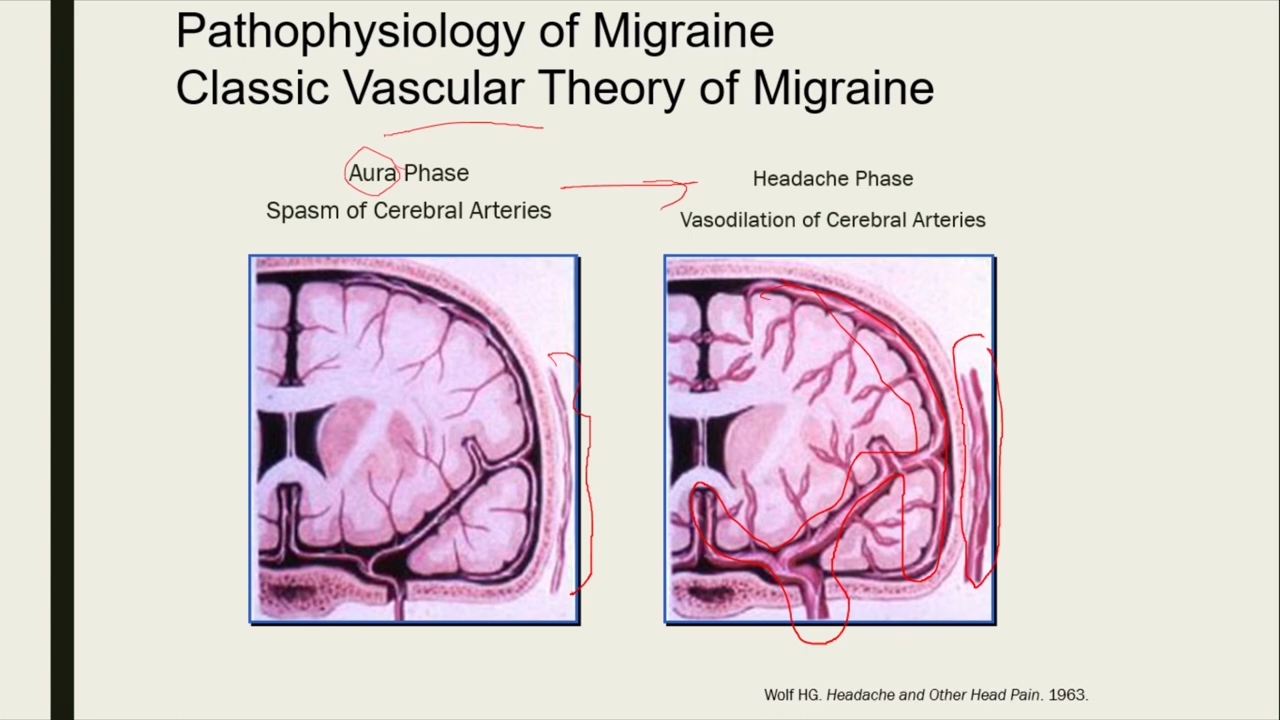 Pathophysiology of Migraine
Classic Vascular Theory of Migraine
Aura Phase
Spasm of Cerebral Arteries
Headache Phase
Vasodilation of Cerebral Arteries
Wolf HG. Headache and Other Head Pain. 1963.